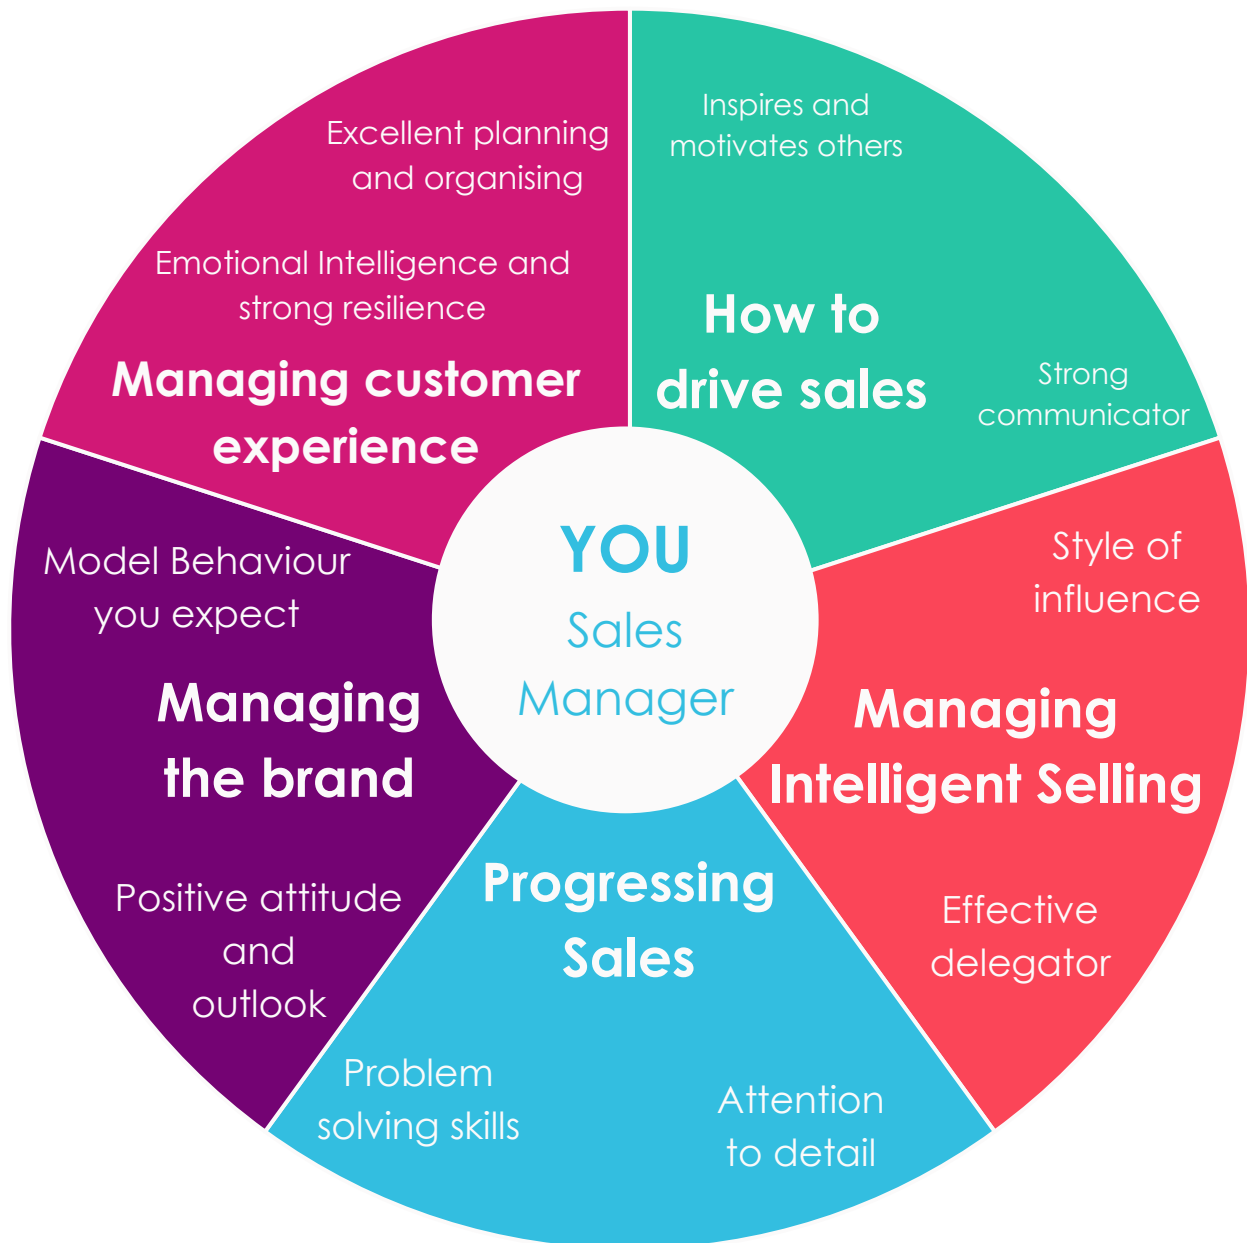 Excellent planning
and organising
Emotional Intelligence and
strong resilience
Managing customer
experience
Inspires and
motivates others
How to
drive sales
Strong
communicator
YOU
Sales
Manager
Style of
influence
Managing
Intelligent Selling
Effective
delegator
Progressing
Sales
Problem
solving skills
Attention
to detail
Model Behaviour
you expect
Managing
the brand
Positive attitude
and
outlook